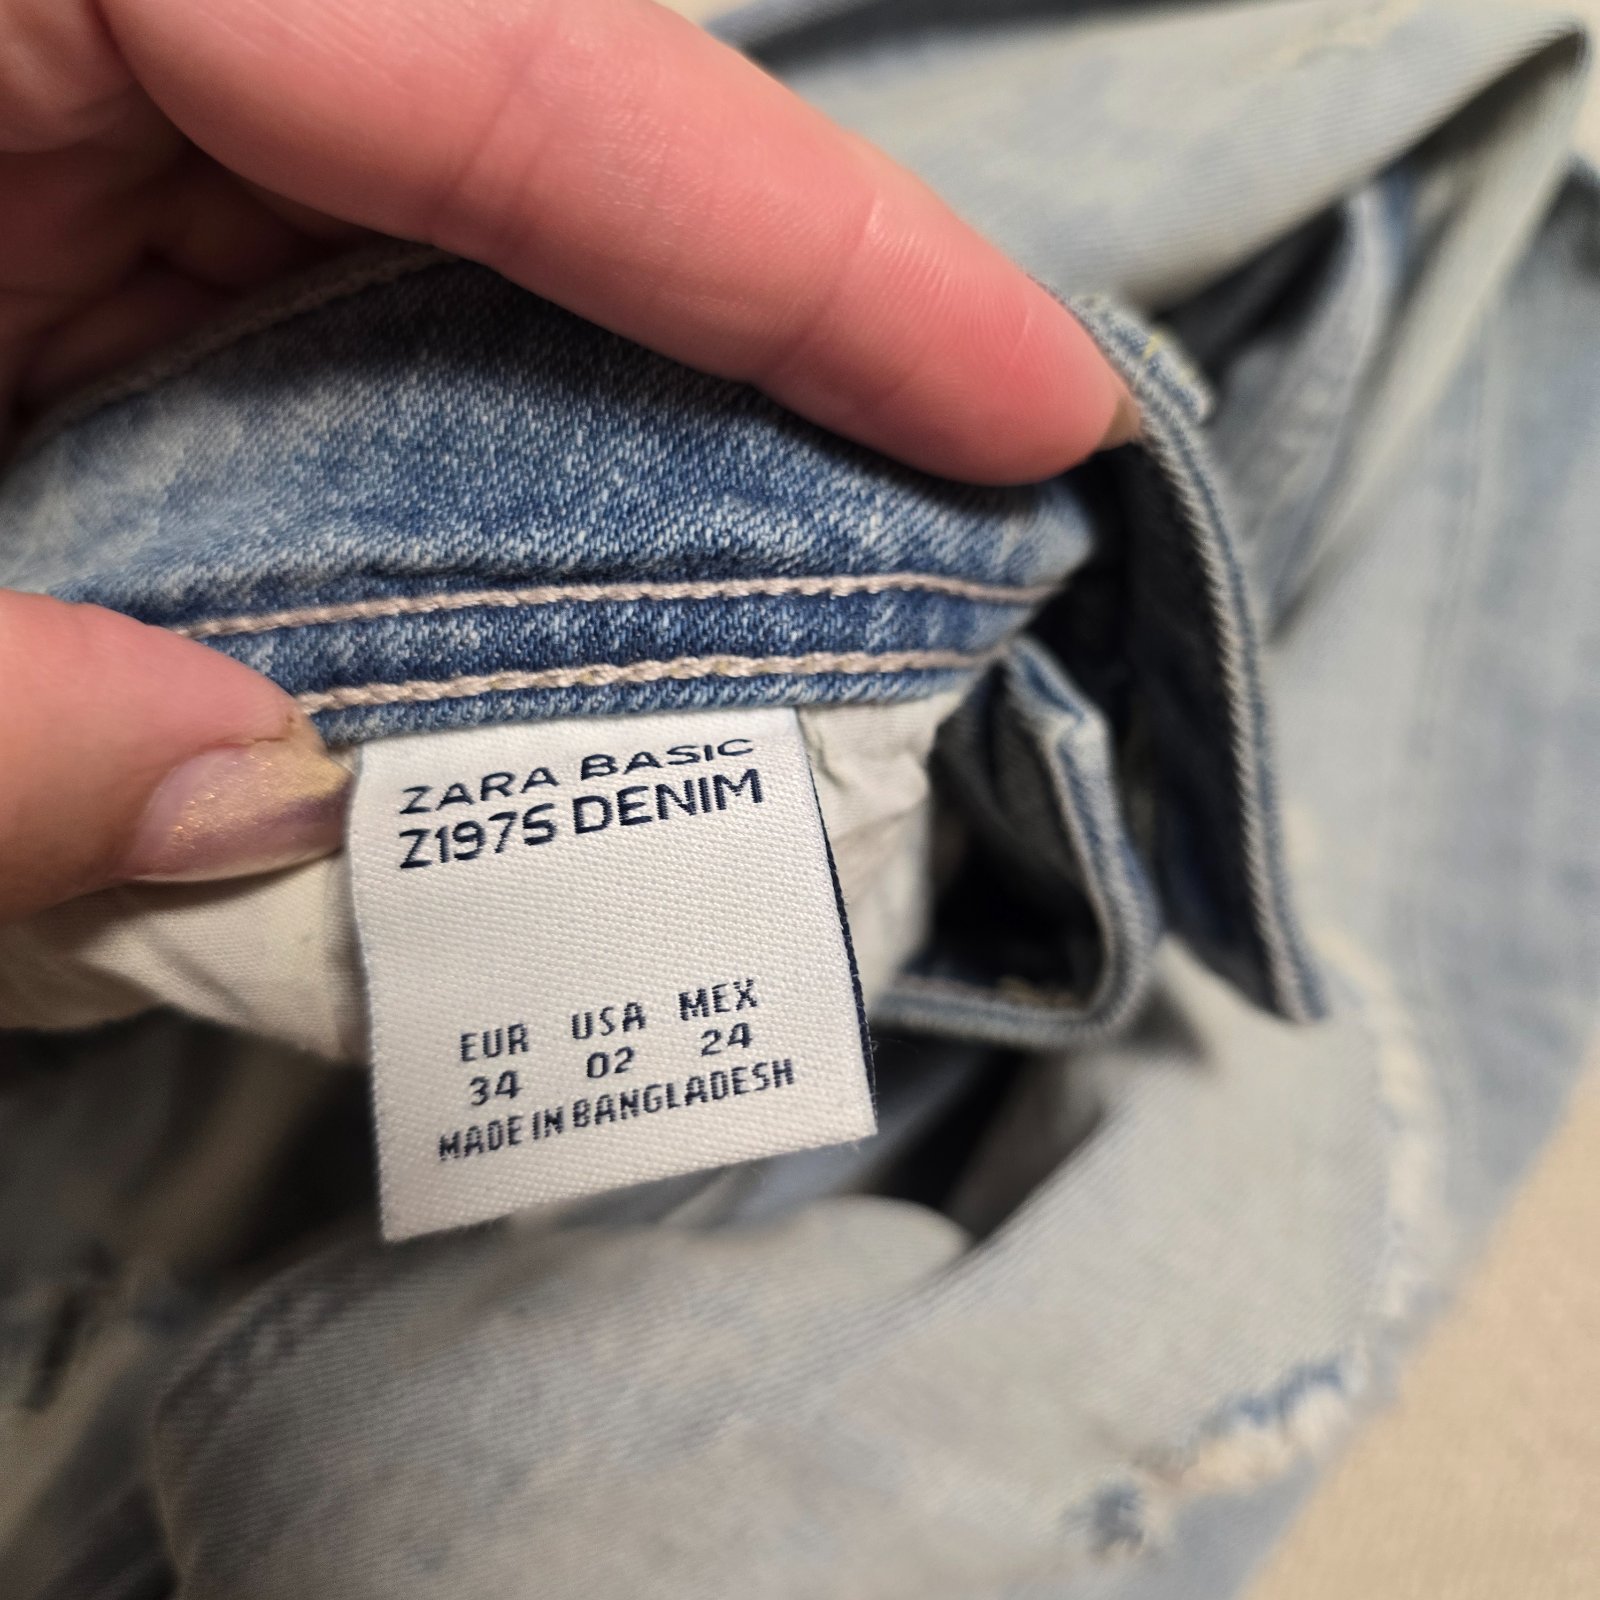 ZARA BASIC
Z1975 DENIM
EUR USA MEX
34 02 24
MADE IN BANGLADESH